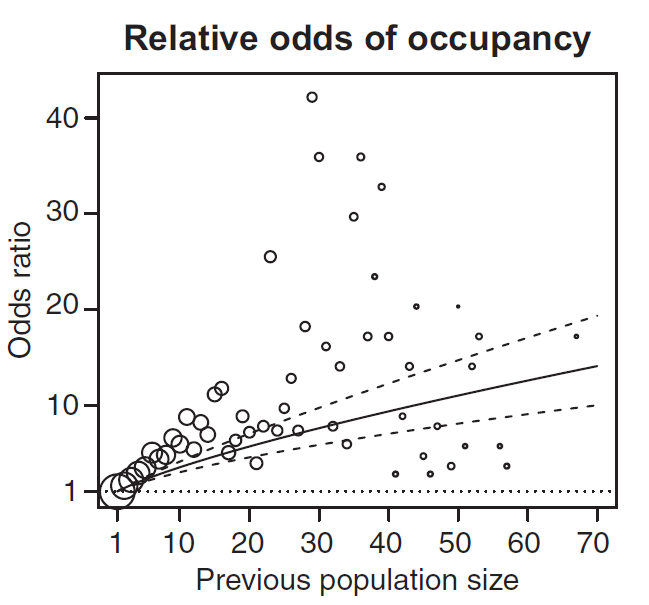 Relative odds of occupancy
Odds ratio
40
30
20
10
1
1 10 20 30 40 50 60 70
Previous population size